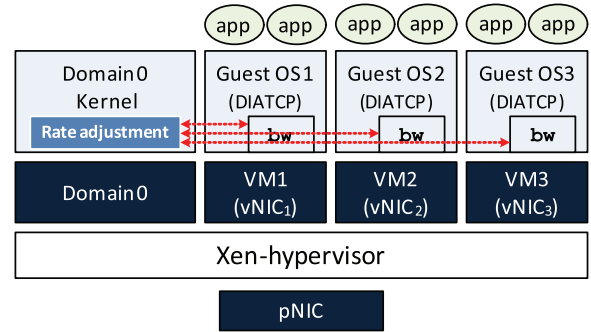 app app app app app app
Domain0
Kernel
Rate adjustment
Guest OS1
(DIATCP)
bw
Guest OS2
(DIATCP)
bw
Guest OS3
(DIATCP)
bw
Domain0
VM1
(vNIC1)
VM2
(vNIC2)
VM3
(vNIC3)
Xen-hypervisor
pNIC